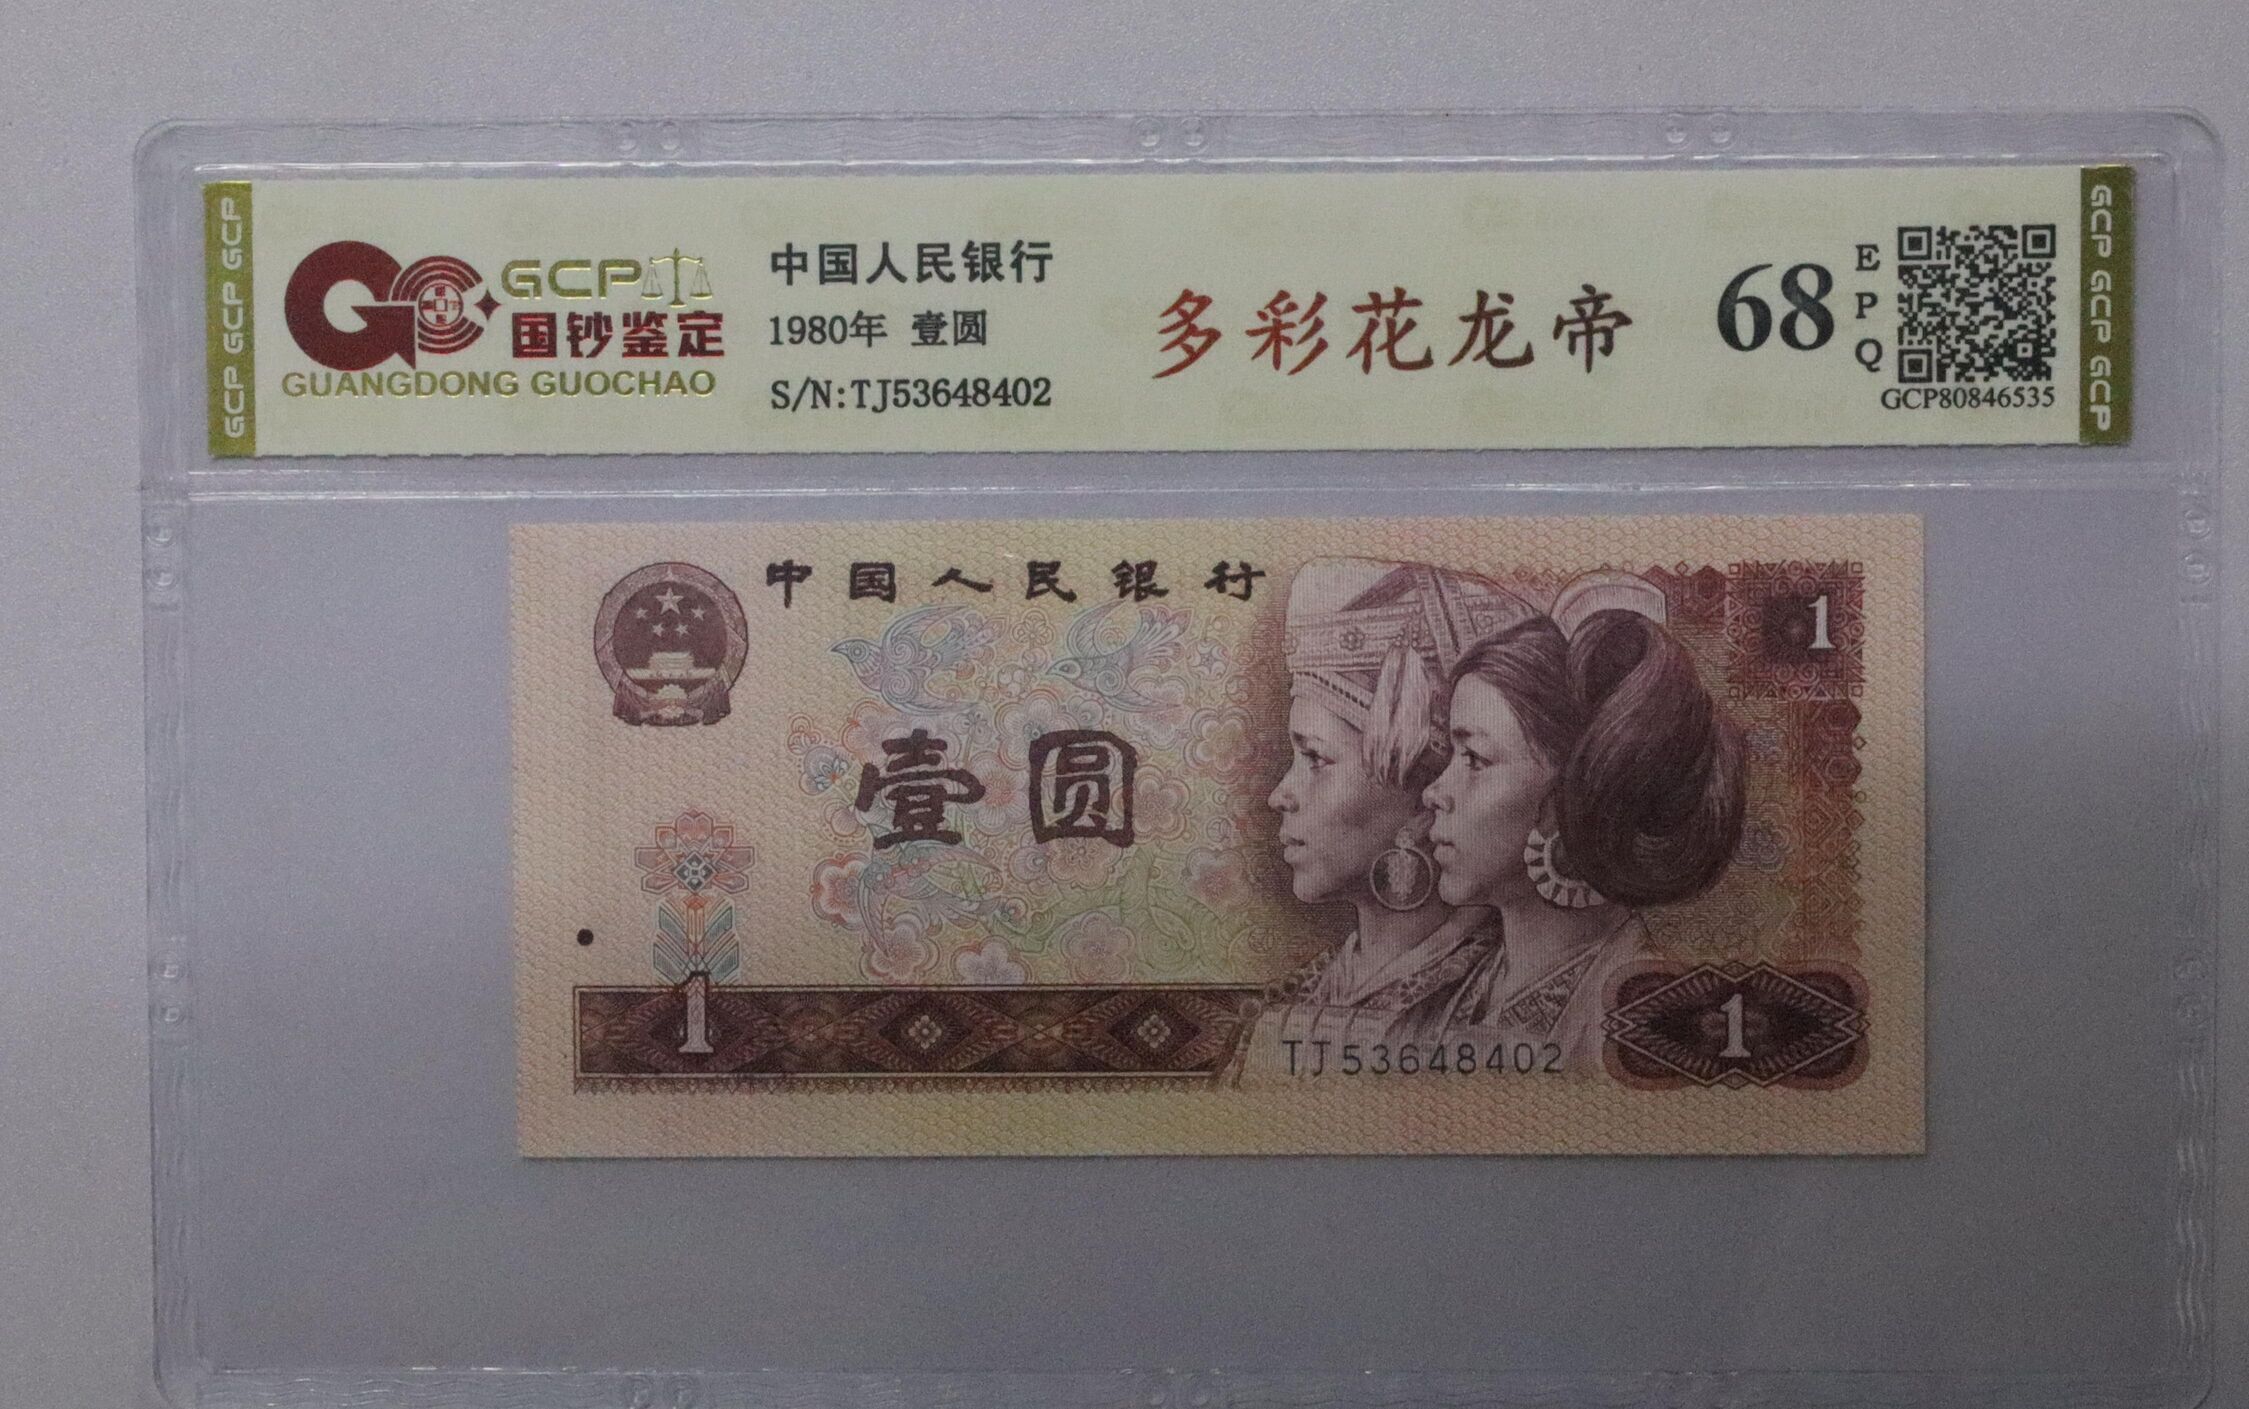 GCP GCP GCP
GCP
国钞鉴定
GUANGDONG GUOCHAO
中国人民银行
1980年 壹圆
S/N:TJ53648402
多彩花龙帝
68
EPQ
GCP80846535
GCP GCP GCP
中国人民银行
1
壹圆
1
TJ53648402
1